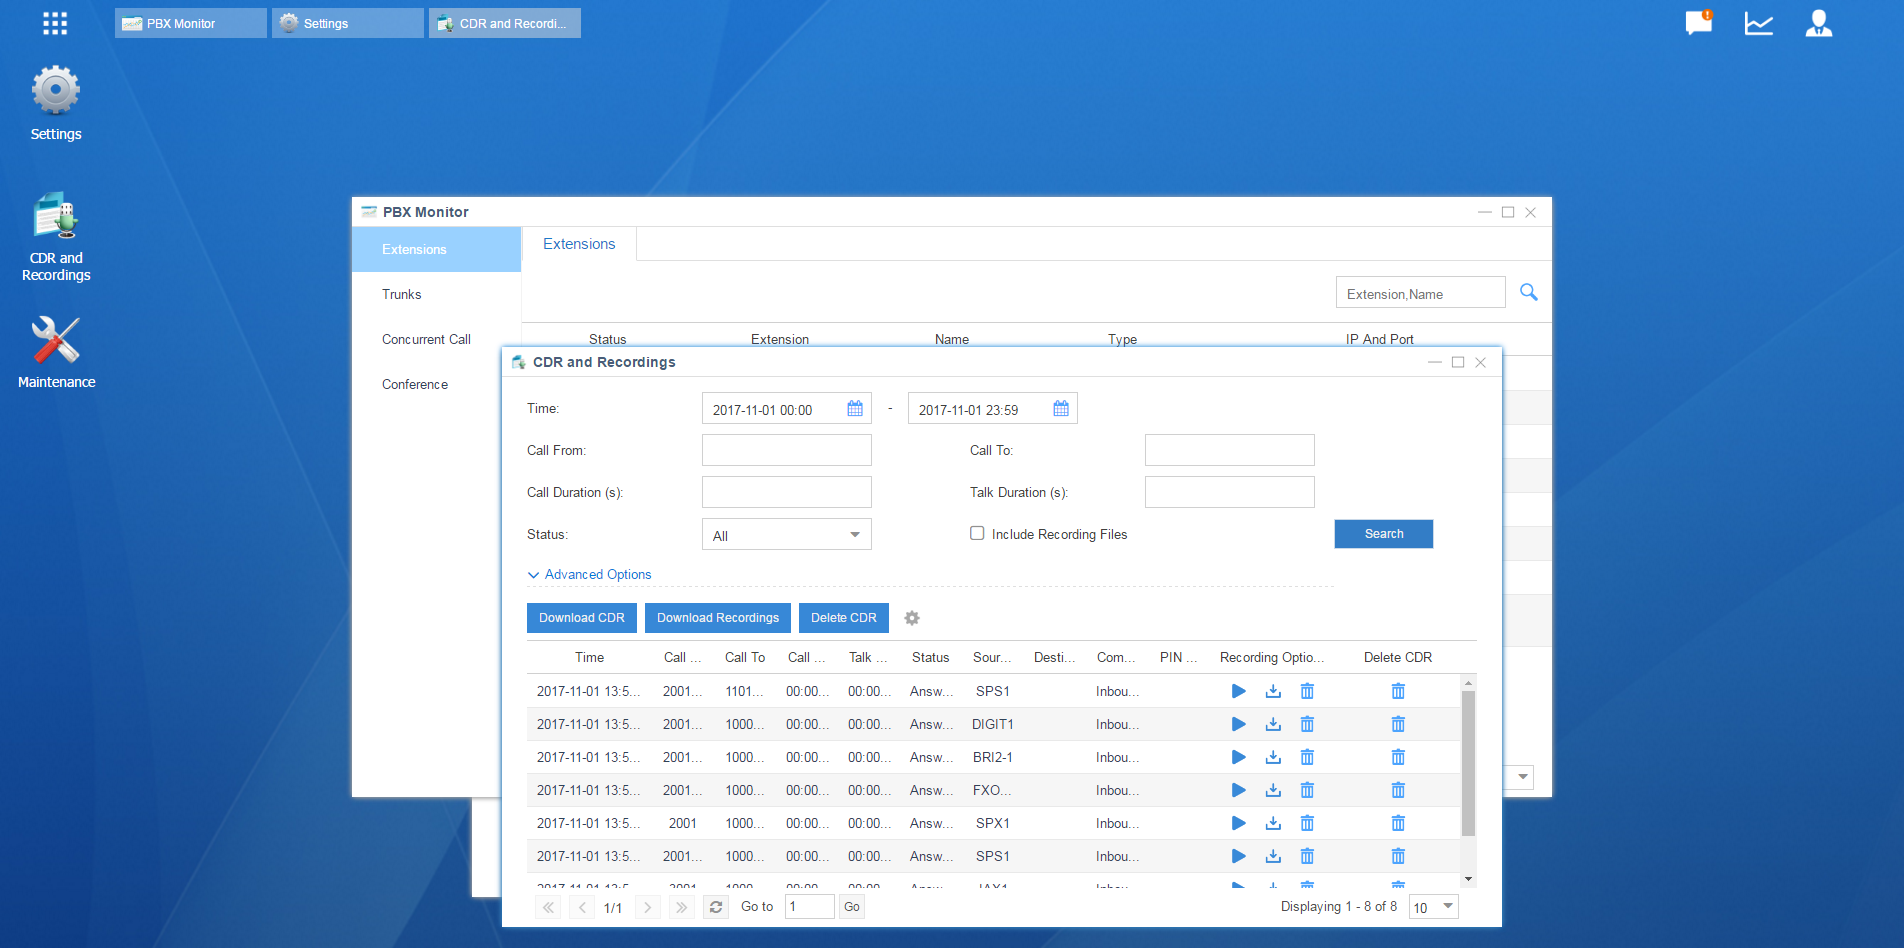 PBX Monitor
Settings
CDR and Recordi...
Settings
CDR and
Recordings
Maintenance
PBX Monitor
Extensions
Trunks
Concurrent Call
Conference
Extensions
Extension,Name
Status Extension Name Type IP And Port
CDR and Recordings
Time: 2017-11-01 00:00 - 2017-11-01 23:59
Call From: Call To:
Call Duration (s): Talk Duration (s):
Status: All Include Recording Files Search
Advanced Options
Download CDR Download Recordings Delete CDR
Time Call ... Call To Call ... Talk ... Status Sour... Desti... Com... PIN ... Recording Optio... Delete CDR
2017-11-01 13:5... 2001... 1101... 00:00... 00:00... Answ... SPS1 Inbou...
2017-11-01 13:5... 2001... 1000... 00:00... 00:00... Answ... DIGIT1 Inbou...
2017-11-01 13:5... 2001... 1000... 00:00... 00:00... Answ... BRI2-1 Inbou...
2017-11-01 13:5... 2001... 1000... 00:00... 00:00... Answ... FXO... Inbou...
2017-11-01 13:5... 2001 1000... 00:00... 00:00... Answ... SPX1 Inbou...
2017-11-01 13:5... 2001... 1000... 00:00... 00:00... Answ... SPS1 Inbou...
1/1 Go to 1 Go Displaying 1 - 8 of 8 10